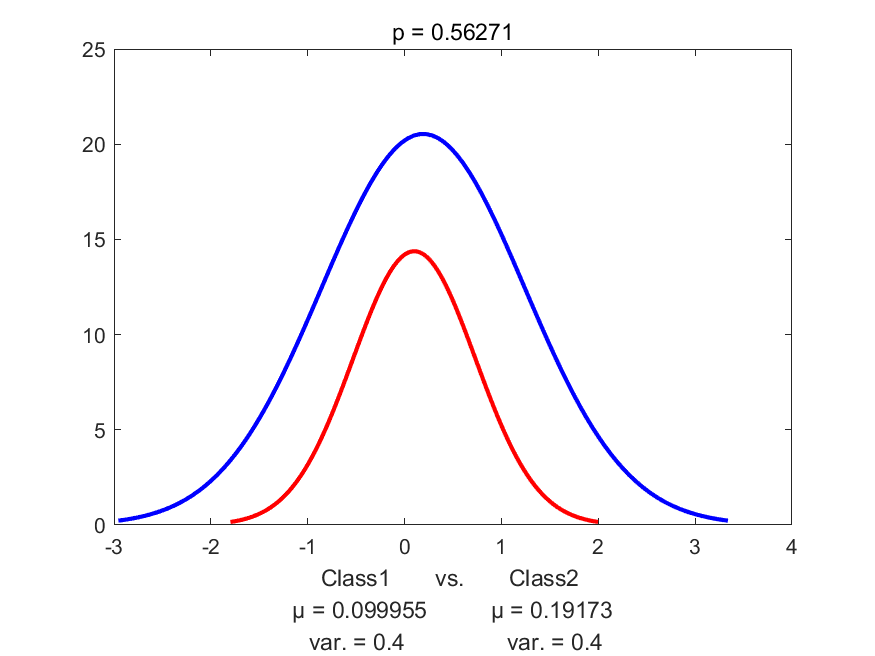 p = 0.56271
25
20
15
10
5
0
-3 -2 -1 0 1 2 3 4
Class1 vs. Class2
μ = 0.099955 μ = 0.19173
var. = 0.4 var. = 0.4